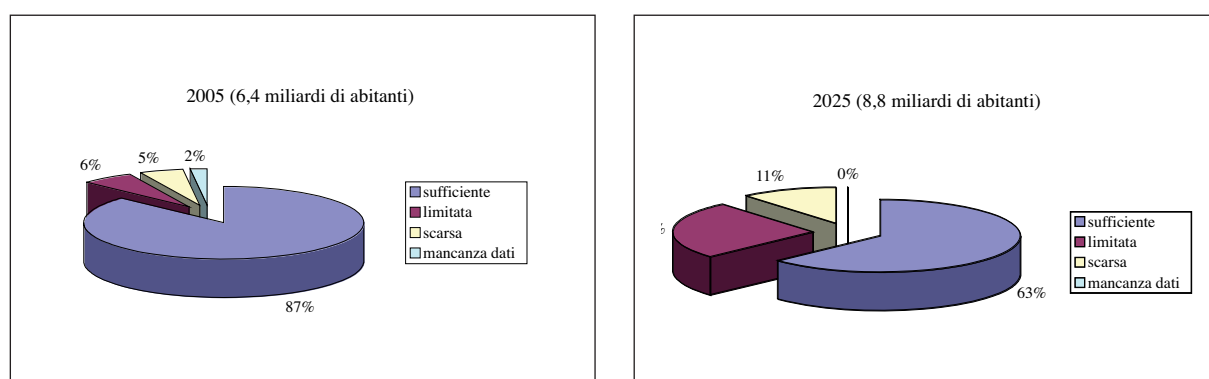 2005 (6,4 miliardi di abitanti)
6%
5%
2%
87%
sufficiente
limitata
scarsa
mancanza dati
2025 (8,8 miliardi di abitanti)
%
11%
0%
63%
sufficiente
limitata
scarsa
mancanza dati